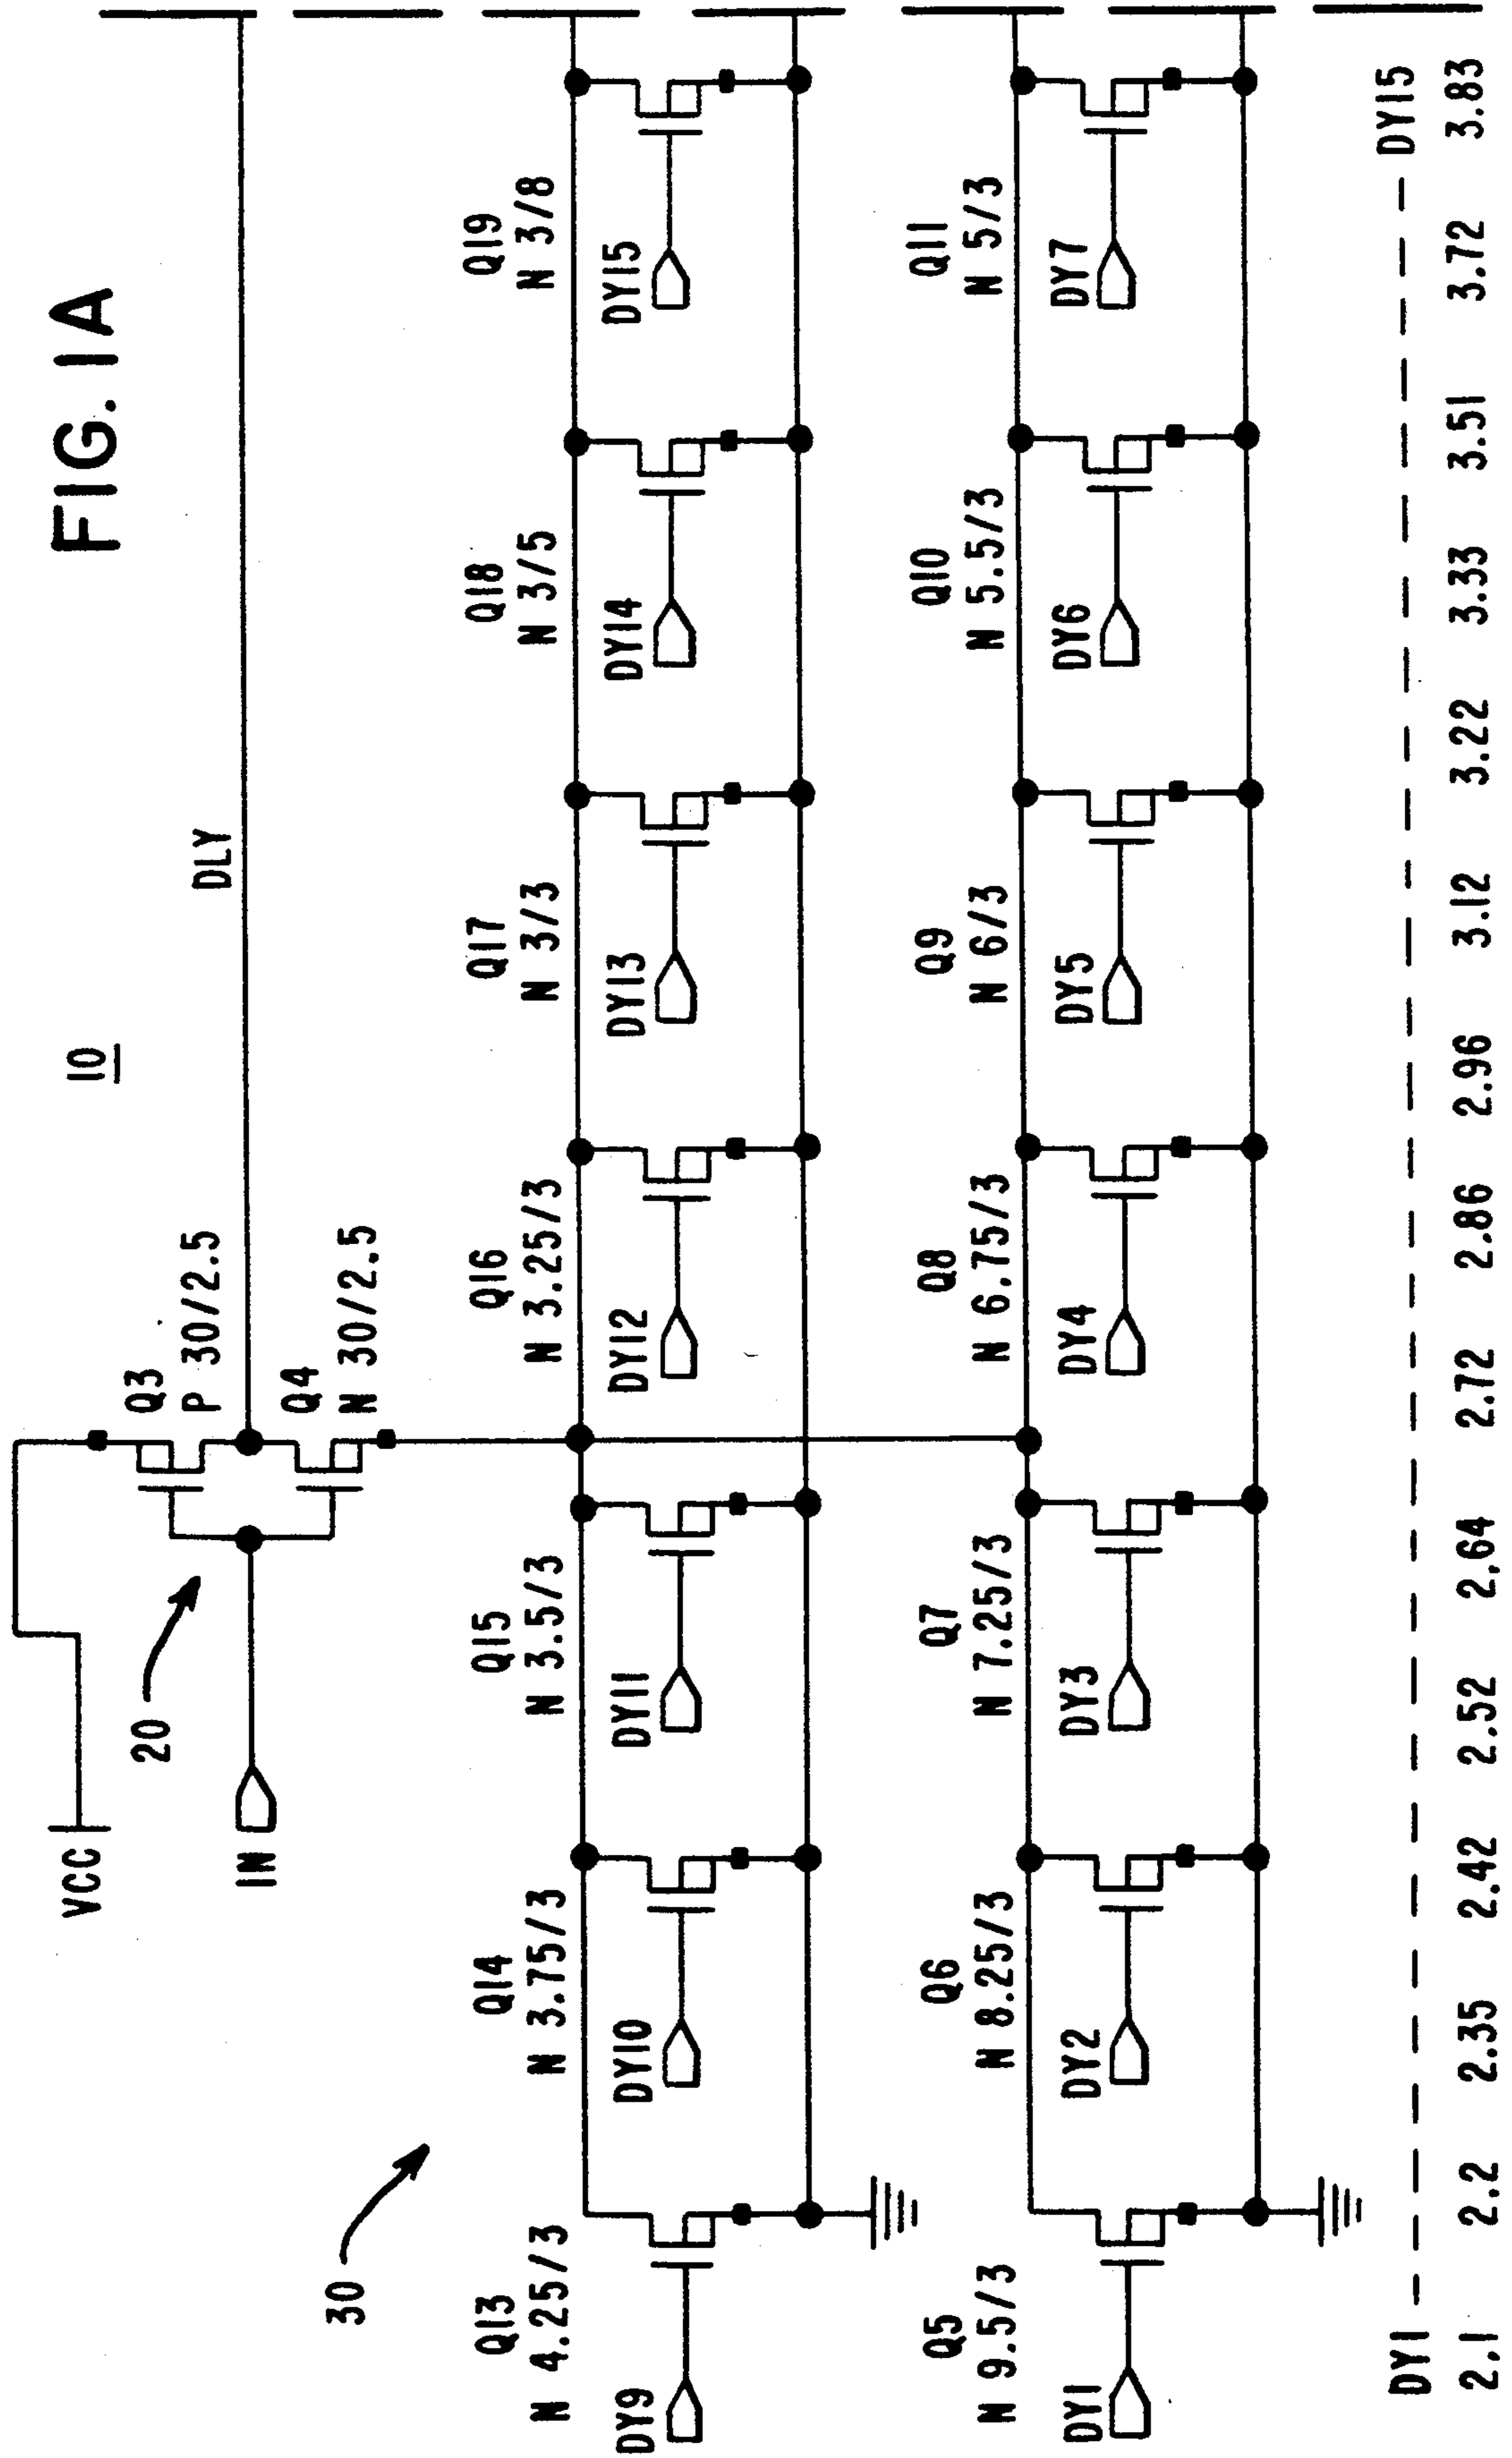 FIG. 1A
10
VCC
20
IN
Q3
P 30/2.5
Q4
N 30/2.5
DLY
30
Q13
N 4.25/3
DY9
Q14
N 3.75/3
DY10
Q15
N 3.5/3
DY11
Q16
N 3.25/3
DY12
Q17
N 3/3
DY13
Q18
N 3/5
DY14
Q19
N 3/8
DY15
Q5
N 9.5/3
DY1
Q6
N 8.25/3
DY2
Q7
N 7.25/3
DY3
Q8
N 6.75/3
DY4
Q9
N 6/3
DY5
Q10
N 5.5/3
DY6
Q11
N 5/3
DY7
DY1 DY15
2.1 2.2 2.35 2.42 2.52 2.64 2.72 2.86 2.96 3.12 3.22 3.33 3.51 3.72 3.83